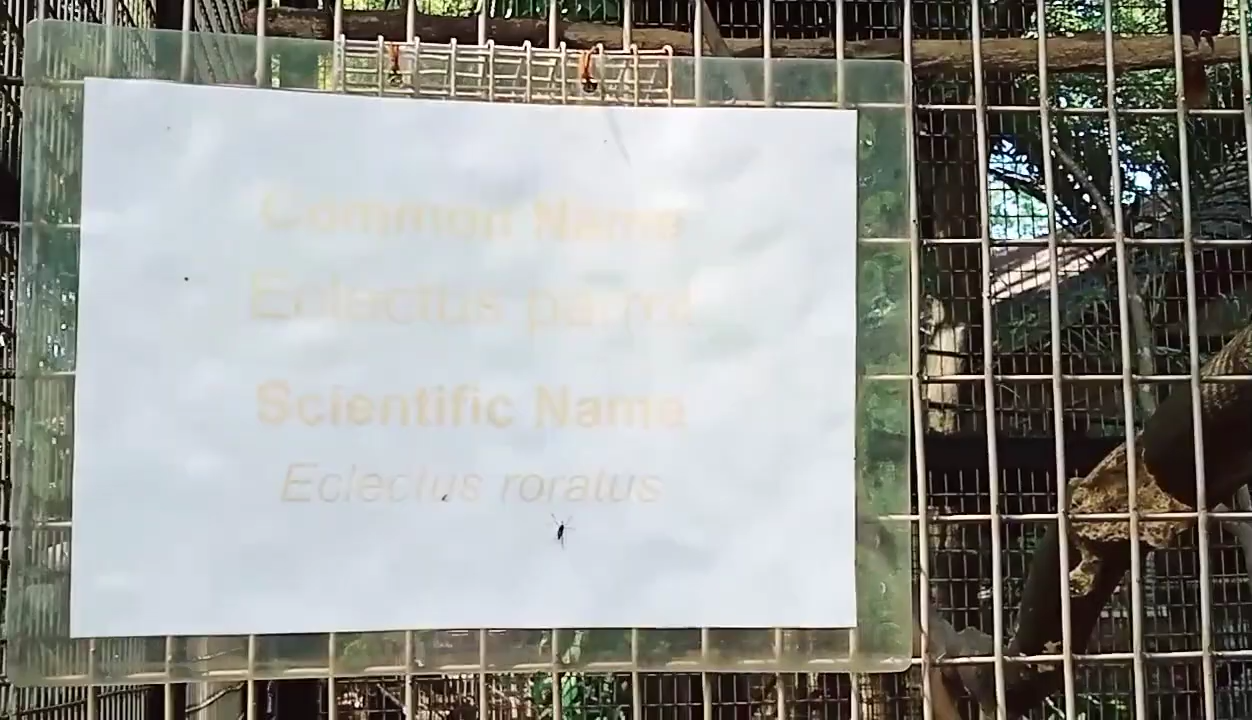 Common Name
Eclectus parrot
Scientific Name
Eclectus roratus